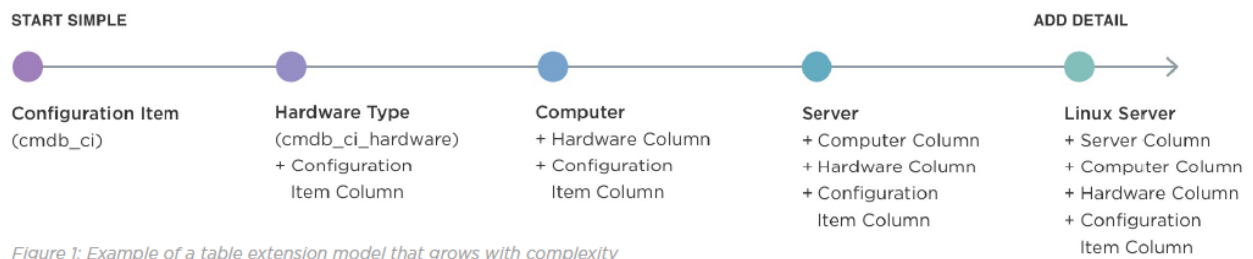 START SIMPLE
ADD DETAIL
Configuration Item
(cmdb_ci)
Hardware Type
(cmdb_ci_hardware)
+ Configuration
Item Column
Computer
+ Hardware Column
+ Configuration
Item Column
Server
+ Computer Column
+ Hardware Column
+ Configuration
Item Column
Linux Server
+ Server Column
+ Computer Column
+ Hardware Column
+ Configuration
Item Column
Figure 1: Example of a table extension model that grows with complexity